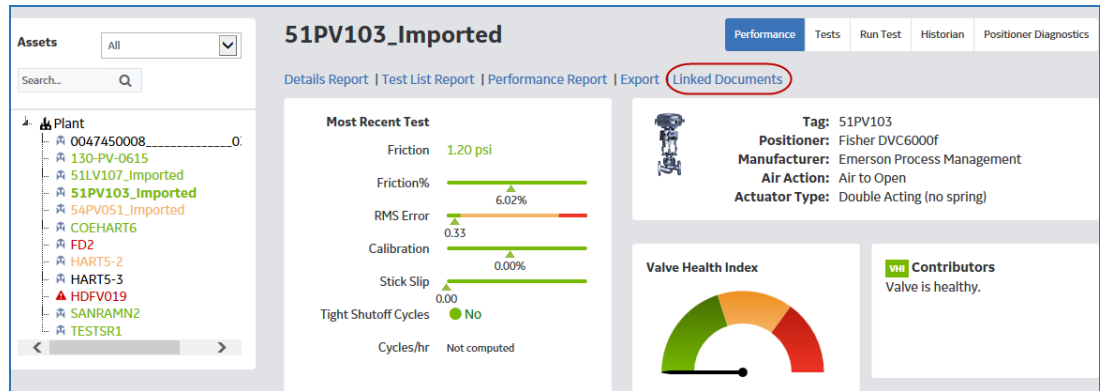 Assets
All
Search...
Plant
0047450008______________0
130-PV-0615
51LV107_Imported
51PV103_Imported
54PV051_Imported
COEHART6
FD2
HART5-2
HART5-3
HDFV019
SANRAMN2
TESTSR1
51PV103_Imported
Performance Tests Run Test Historian Positioner Diagnostics
Details Report | Test List Report | Performance Report | Export | Linked Documents
Most Recent Test
Friction 1.20 psi
Friction%
6.02%
RMS Error
0.33
Calibration
0.00%
Stick Slip
0.00
Tight Shutoff Cycles No
Cycles/hr Not computed
Tag: 51PV103
Positioner: Fisher DVC6000f
Manufacturer: Emerson Process Management
Air Action: Air to Open
Actuator Type: Double Acting (no spring)
Valve Health Index
VHI Contributors
Valve is healthy.